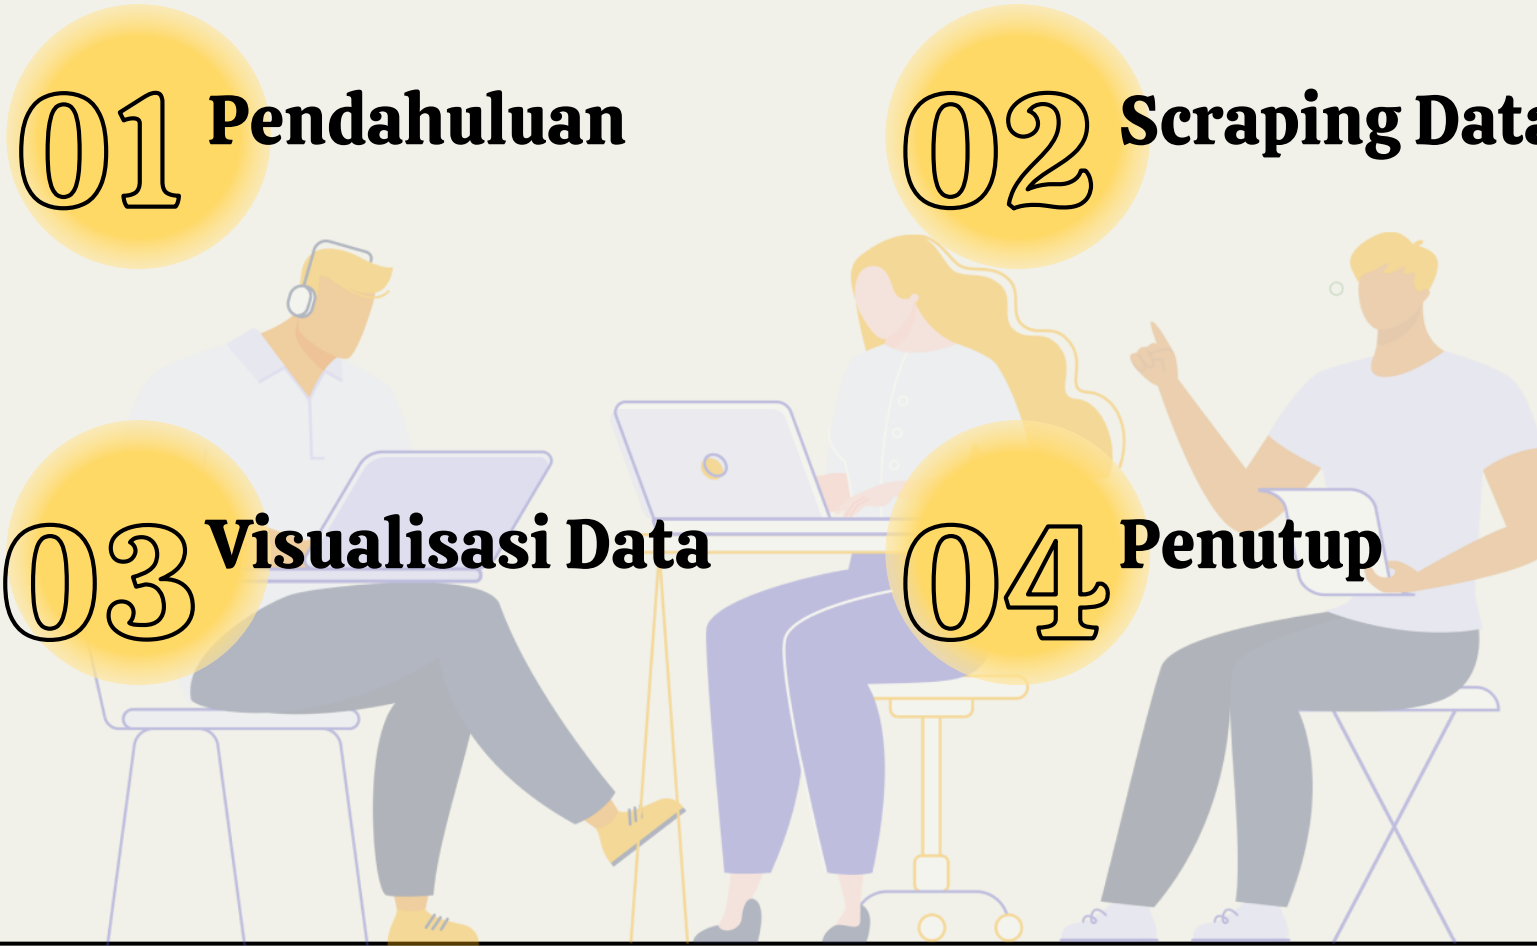 01 Pendahuluan
02 Scraping Data
03 Visualisasi Data
04 Penutup